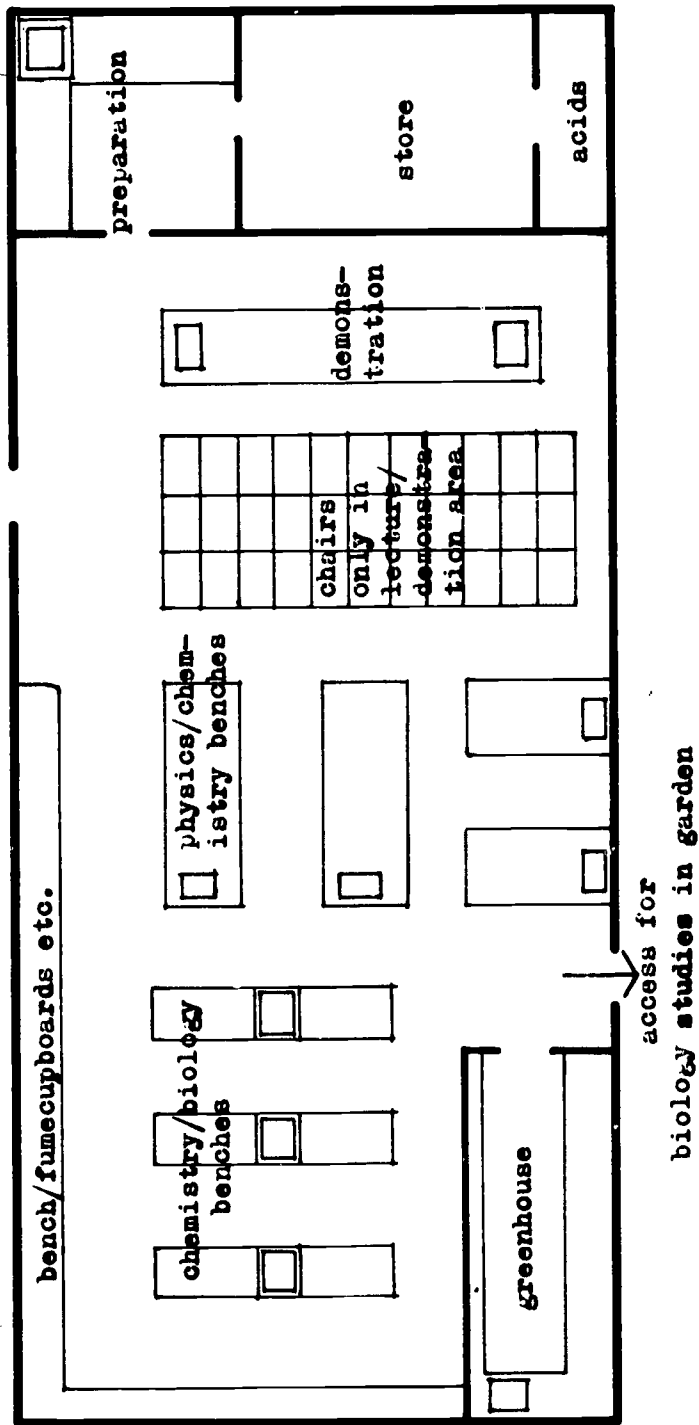 bench/fumecupboards etc.
chemistry/biology
benches
physics/chem-
istry benches
chairs
only in
lecture/
demonstra-
tion area
demons-
tration
preparation
store
acids
greenhouse
access for
biology studies in garden